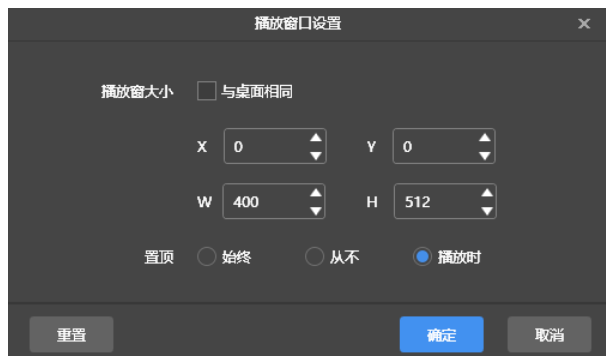 播放窗口设置
播放窗大小 与桌面相同
X 0 Y 0
W 400 H 512
置顶 始终 从不 播放时
重置 确定 取消